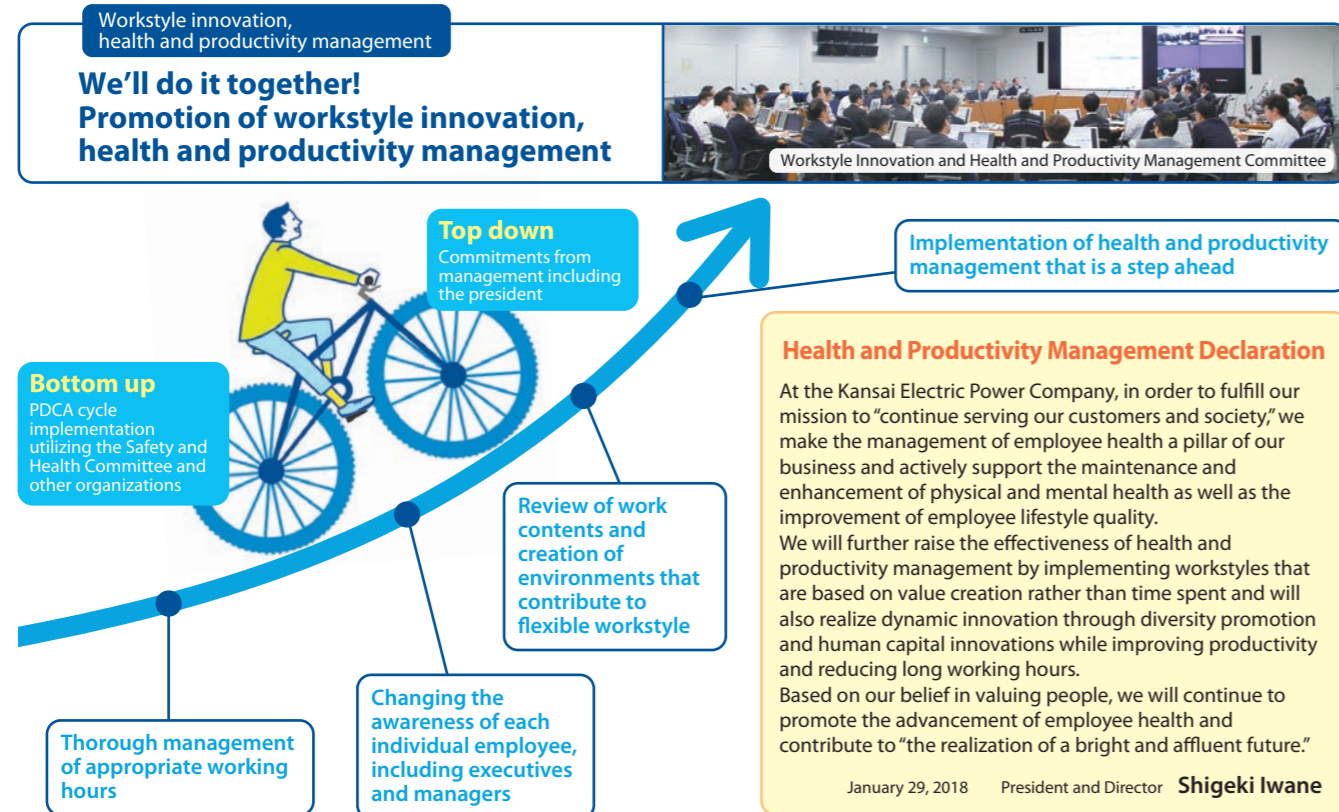 Workstyle innovation,
health and productivity management
We'll do it together!
Promotion of workstyle innovation,
health and productivity management
Workstyle Innovation and Health and Productivity Management Committee
Top down
Commitments from
management including
the president
Bottom up
PDCA cycle
implementation
utilizing the Safety and
Health Committee and
other organizations
Implementation of health and productivity
management that is a step ahead
Review of work
contents and
creation of
environments that
contribute to
flexible workstyle
Changing the
awareness of each
individual employee,
including executives
and managers
Thorough management
of appropriate working
hours
Health and Productivity Management Declaration
At the Kansai Electric Power Company, in order to fulfill our
mission to “continue serving our customers and society,” we
make the management of employee health a pillar of our
business and actively support the maintenance and
enhancement of physical and mental health as well as the
improvement of employee lifestyle quality.
We will further raise the effectiveness of health and
productivity management by implementing workstyles that
are based on value creation rather than time spent and will
also realize dynamic innovation through diversity promotion
and human capital innovations while improving productivity
and reducing long working hours.
Based on our belief in valuing people, we will continue to
promote the advancement of employee health and
contribute to “the realization of a bright and affluent future.”
January 29, 2018 President and Director Shigeki Iwane